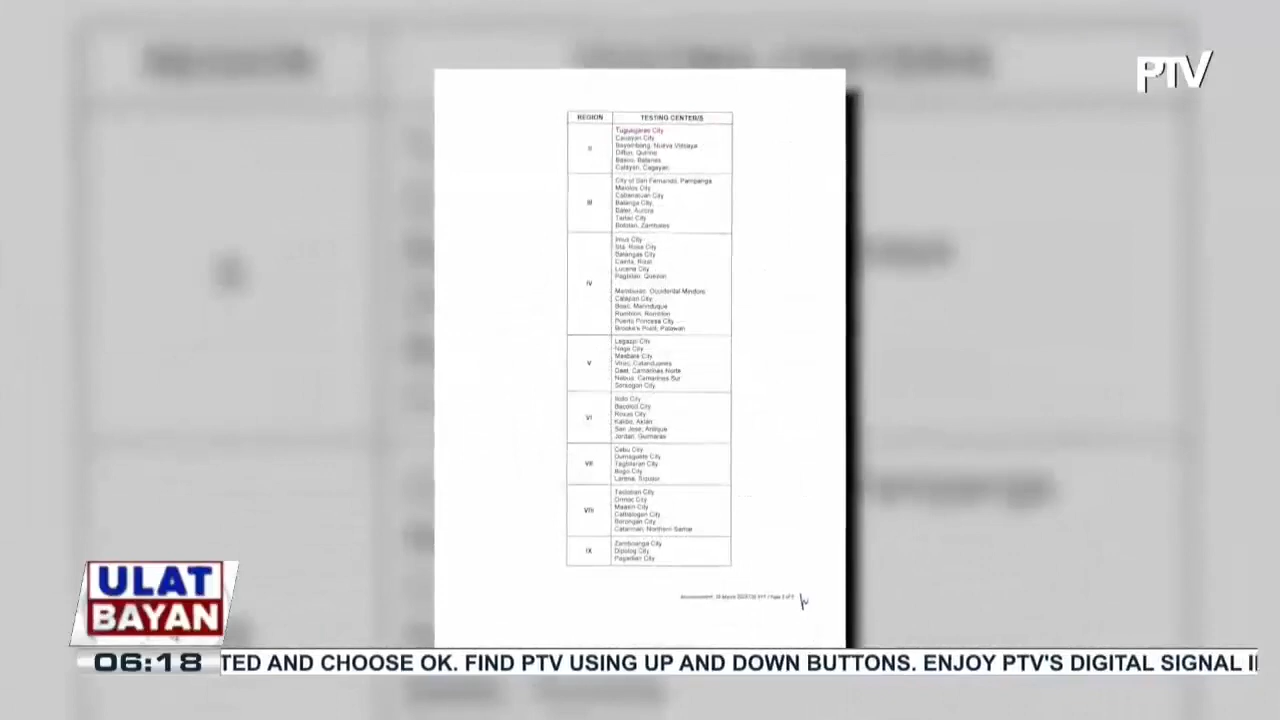 PTV
REGION TESTING CENTER/S
II
Tuguegarao City
Cauayan City
Bayombong, Nueva Vizcaya
Diffun, Quirino
Basco, Batanes
Calayan, Cagayan
III
City of San Fernando, Pampanga
Malolos City
Cabanatuan City
Balanga City
Baler, Aurora
Tarlac City
Botolan, Zambales
IV
Imus City
Sta. Rosa City
Batangas City
Cainta, Rizal
Lucena City
Pagbilao, Quezon
Mamburao, Occidental Mindoro
Calapan City
Boac, Marinduque
Romblon, Romblon
Puerto Princesa City
Brooke's Point, Palawan
V
Legazpi City
Naga City
Masbate City
Virac, Catanduanes
Daet, Camarines Norte
Nabua, Camarines Sur
Sorsogon City
VI
Iloilo City
Bacolod City
Roxas City
Kalibo, Aklan
San Jose, Antique
Jordan, Guimaras
VII
Cebu City
Dumaguete City
Tagbilaran City
Bogo City
Larena, Siquijor
VIII
Tacloban City
Ormoc City
Maasin City
Catbalogan City
Borongan City
Catarman, Northern Samar
IX
Zamboanga City
Dipolog City
Pagadian City
ULAT
BAYAN
06:18 TED AND CHOOSE OK. FIND PTV USING UP AND DOWN BUTTONS. ENJOY PTV'S DIGITAL SIGNAL I